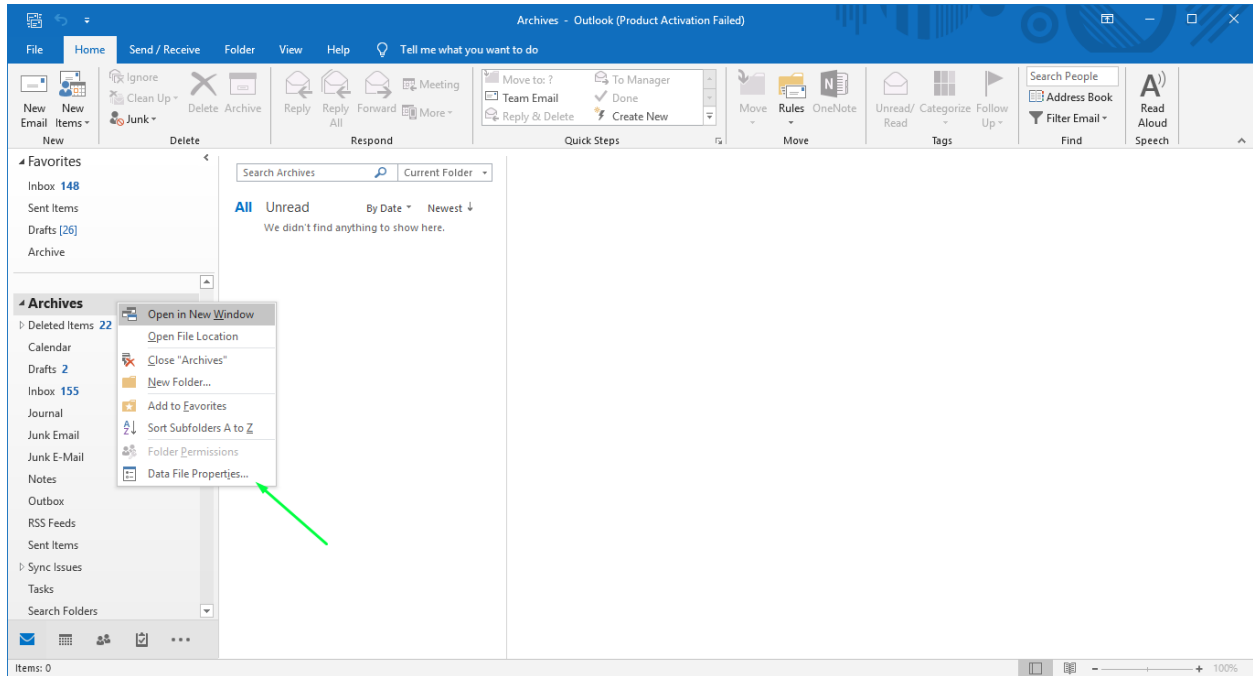 Archives - Outlook (Product Activation Failed)
File Home Send / Receive Folder View Help Tell me what you want to do
New Email
New Items
Ignore
Clean Up
Junk
Delete
Archive
Reply
Reply All
Forward
Meeting
More
Move to: ?
Team Email
Reply & Delete
To Manager
Done
Create New
Move
Rules
OneNote
Unread/ Read
Categorize
Follow Up
Search People
Address Book
Filter Email
Read Aloud
New Delete Respond Quick Steps Move Tags Find Speech
Favorites
Inbox 148
Sent Items
Drafts [26]
Archive
Archives
Deleted Items 22
Calendar
Drafts 2
Inbox 155
Journal
Junk Email
Junk E-Mail
Notes
Outbox
RSS Feeds
Sent Items
Sync Issues
Tasks
Search Folders
Open in New Window
Open File Location
Close "Archives"
New Folder...
Add to Favorites
Sort Subfolders A to Z
Folder Permissions
Data File Properties...
Search Archives Current Folder
All Unread By Date Newest
We didn't find anything to show here.
Items: 0
100%